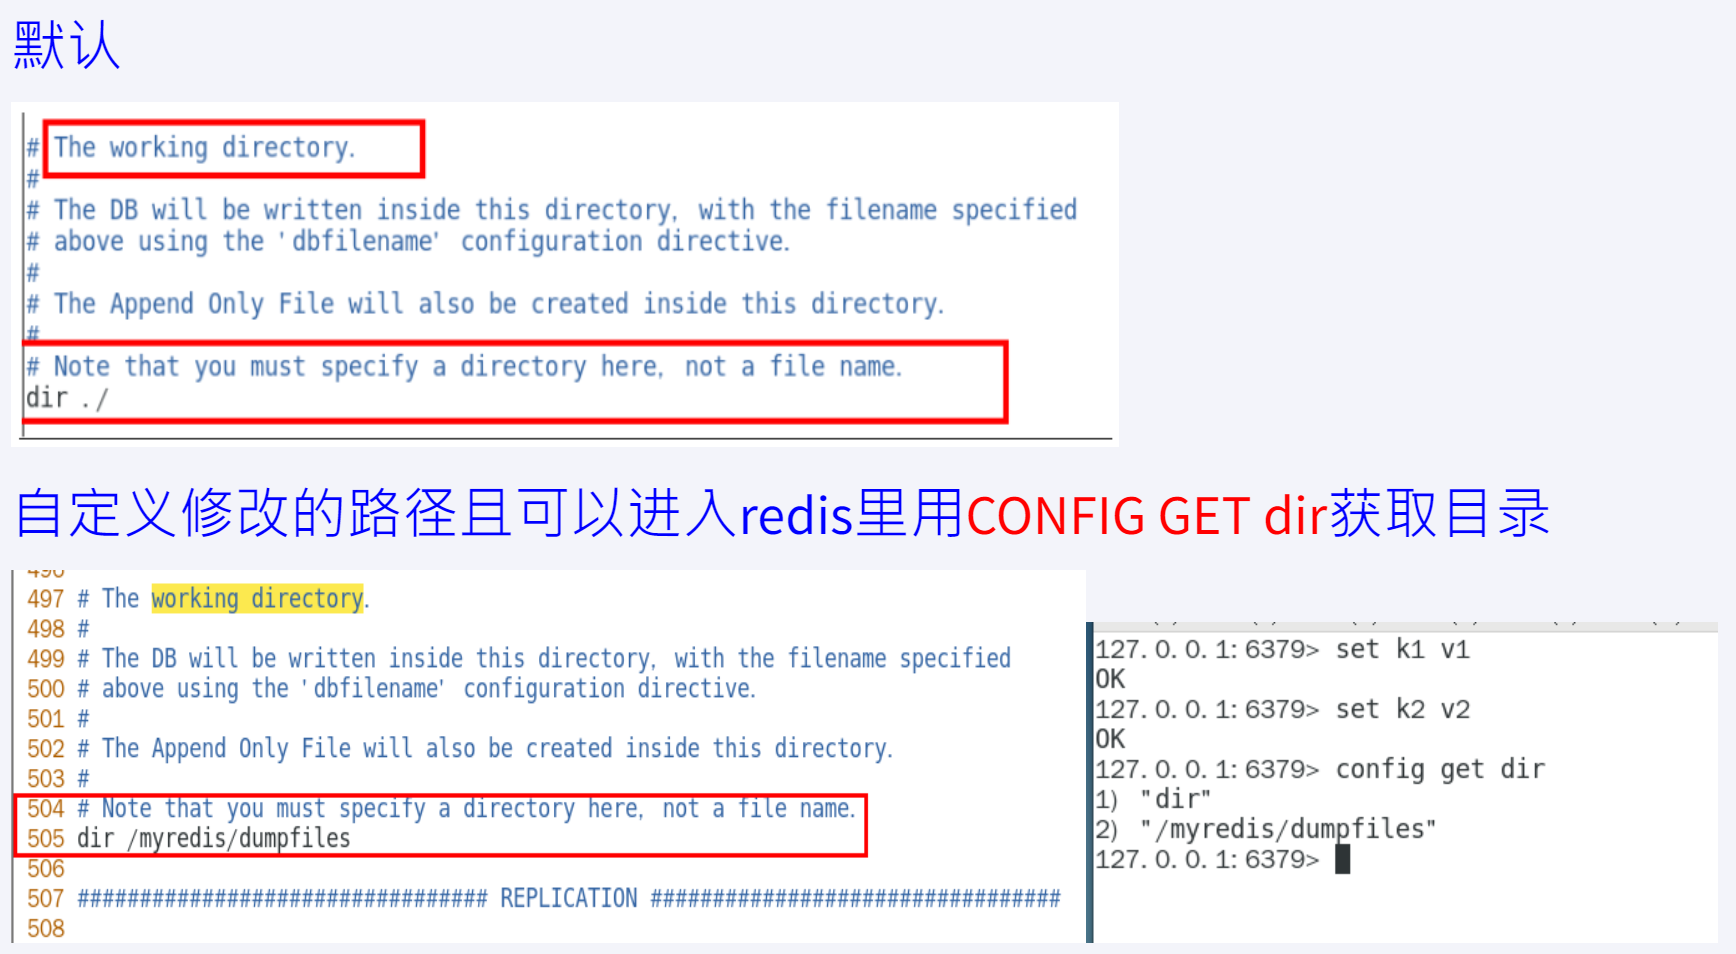 默认
# The working directory.
#
# The DB will be written inside this directory, with the filename specified
# above using the 'dbfilename' configuration directive.
#
# The Append Only File will also be created inside this directory.
#
# Note that you must specify a directory here, not a file name.
dir ./
自定义修改的路径且可以进入redis里用CONFIG GET dir获取目录
496
497 # The working directory.
498 #
499 # The DB will be written inside this directory, with the filename specified
500 # above using the 'dbfilename' configuration directive.
501 #
502 # The Append Only File will also be created inside this directory.
503 #
504 # Note that you must specify a directory here, not a file name.
505 dir /myredis/dumpfiles
506
507 ################################# REPLICATION #################################
508
127.0.0.1:6379> set k1 v1
OK
127.0.0.1:6379> set k2 v2
OK
127.0.0.1:6379> config get dir
1) "dir"
2) "/myredis/dumpfiles"
127.0.0.1:6379>